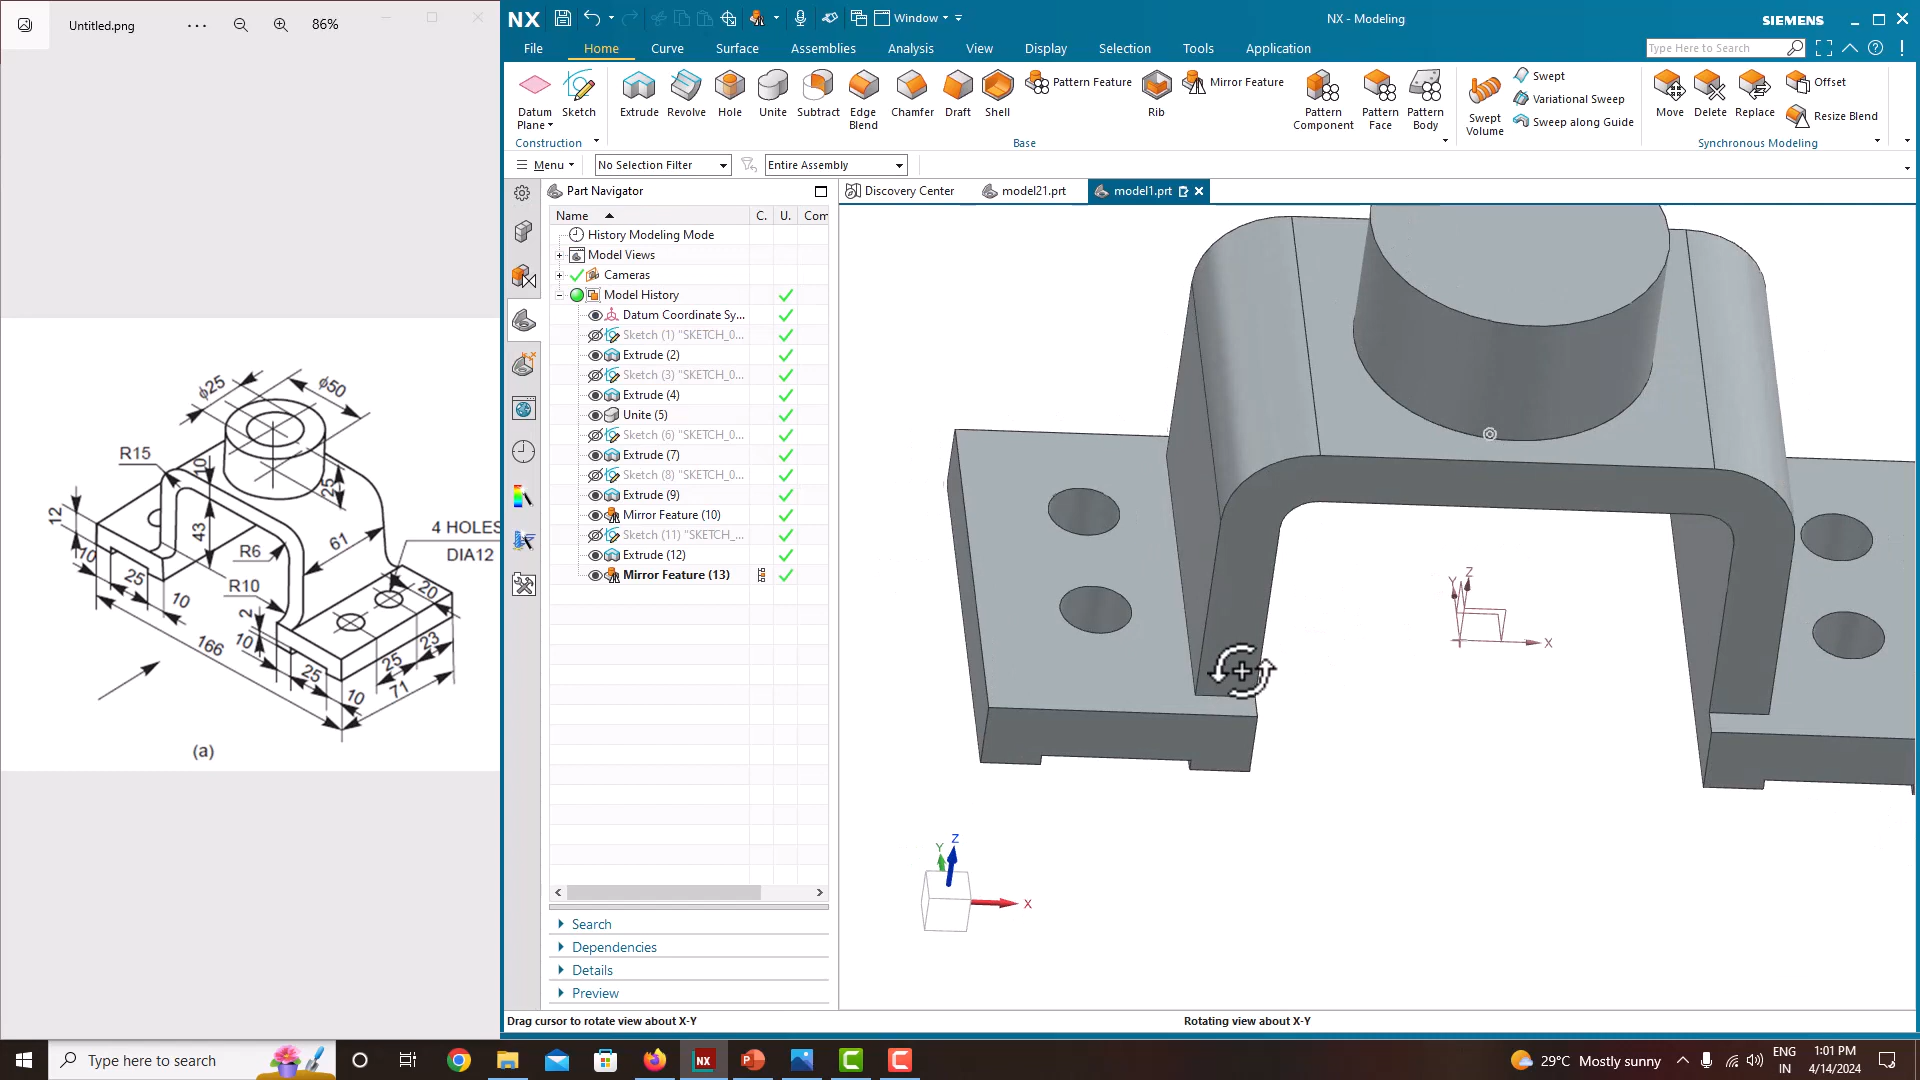 Untitled.png
86%
ϕ25
ϕ50
R15
10
25
12
43
4 HOLES
DIA12
61
10
R6
25
20
R10
10
2
23
166
10
25
25
71
10
(a)
NX
Window
NX - Modeling
SIEMENS
File
Home
Curve
Surface
Assemblies
Analysis
View
Display
Selection
Tools
Application
Type Here to Search
Datum
Plane
Sketch
Construction
Extrude
Revolve
Hole
Unite
Subtract
Edge
Blend
Chamfer
Draft
Shell
Pattern Feature
Rib
Mirror Feature
Pattern
Component
Pattern
Face
Pattern
Body
Base
Swept
Volume
Swept
Variational Sweep
Sweep along Guide
Move
Delete
Replace
Offset
Resize Blend
Synchronous Modeling
Menu
No Selection Filter
Entire Assembly
Part Navigator
Discovery Center
model21.prt
model1.prt
Name
C.
U.
Com
History Modeling Mode
Model Views
Cameras
Model History
Datum Coordinate Sy...
Sketch (1) "SKETCH_0...
Extrude (2)
Sketch (3) "SKETCH_0...
Extrude (4)
Unite (5)
Sketch (6) "SKETCH_0...
Extrude (7)
Sketch (8) "SKETCH_0...
Extrude (9)
Mirror Feature (10)
Sketch (11) "SKETCH_...
Extrude (12)
Mirror Feature (13)
Y
Z
X
Z
Y
X
Search
Dependencies
Details
Preview
Drag cursor to rotate view about X-Y
Rotating view about X-Y
Type here to search
NX
29°C Mostly sunny
ENG
IN
1:01 PM
4/14/2024